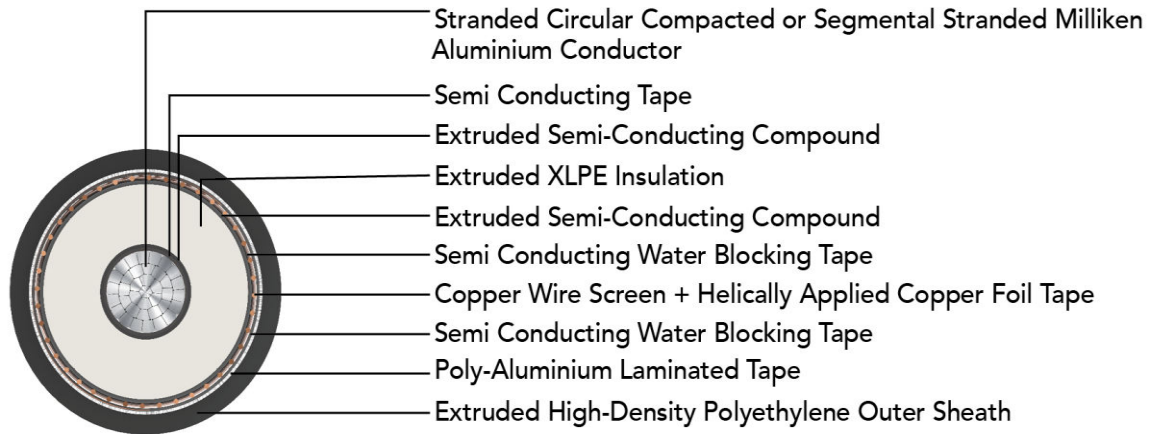 Stranded Circular Compacted or Segmental Stranded Milliken
Aluminium Conductor
Semi Conducting Tape
Extruded Semi-Conducting Compound
Extruded XLPE Insulation
Extruded Semi-Conducting Compound
Semi Conducting Water Blocking Tape
Copper Wire Screen + Helically Applied Copper Foil Tape
Semi Conducting Water Blocking Tape
Poly-Aluminium Laminated Tape
Extruded High-Density Polyethylene Outer Sheath